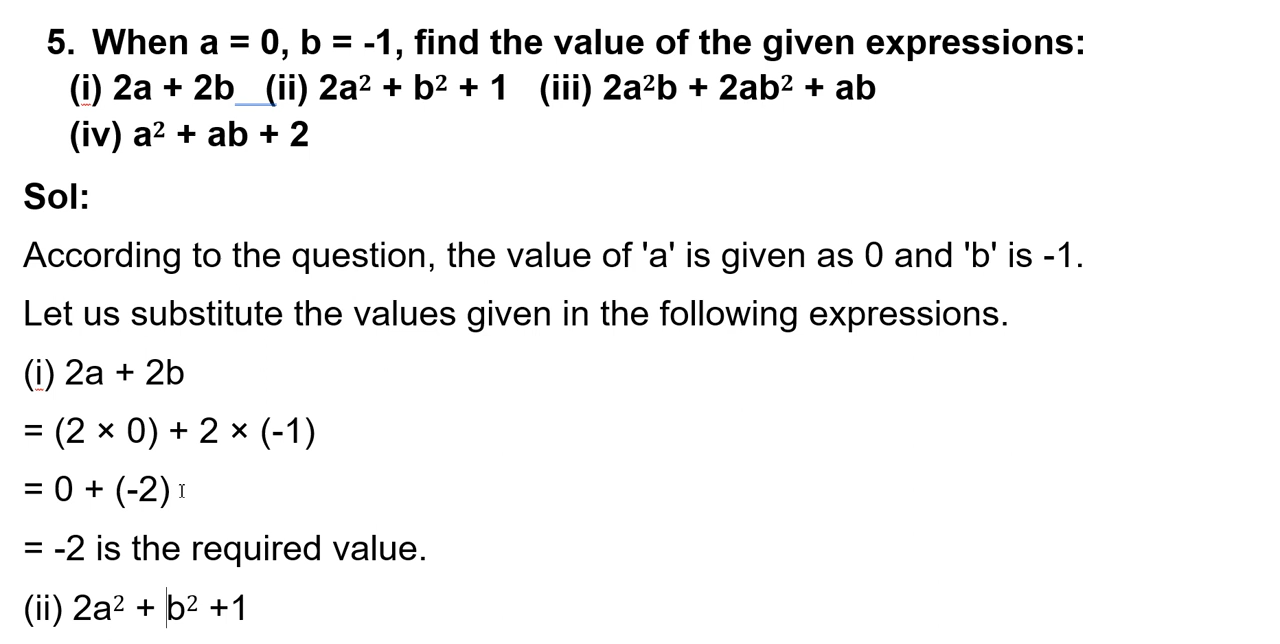 5. When a = 0, b = -1, find the value of the given expressions:
(i) 2a + 2b (ii) 2a² + b² + 1 (iii) 2a²b + 2ab² + ab
(iv) a² + ab + 2
Sol:
According to the question, the value of 'a' is given as 0 and 'b' is -1.
Let us substitute the values given in the following expressions.
(i) 2a + 2b
= (2 × 0) + 2 × (-1)
= 0 + (-2)
= -2 is the required value.
(ii) 2a² + b² +1